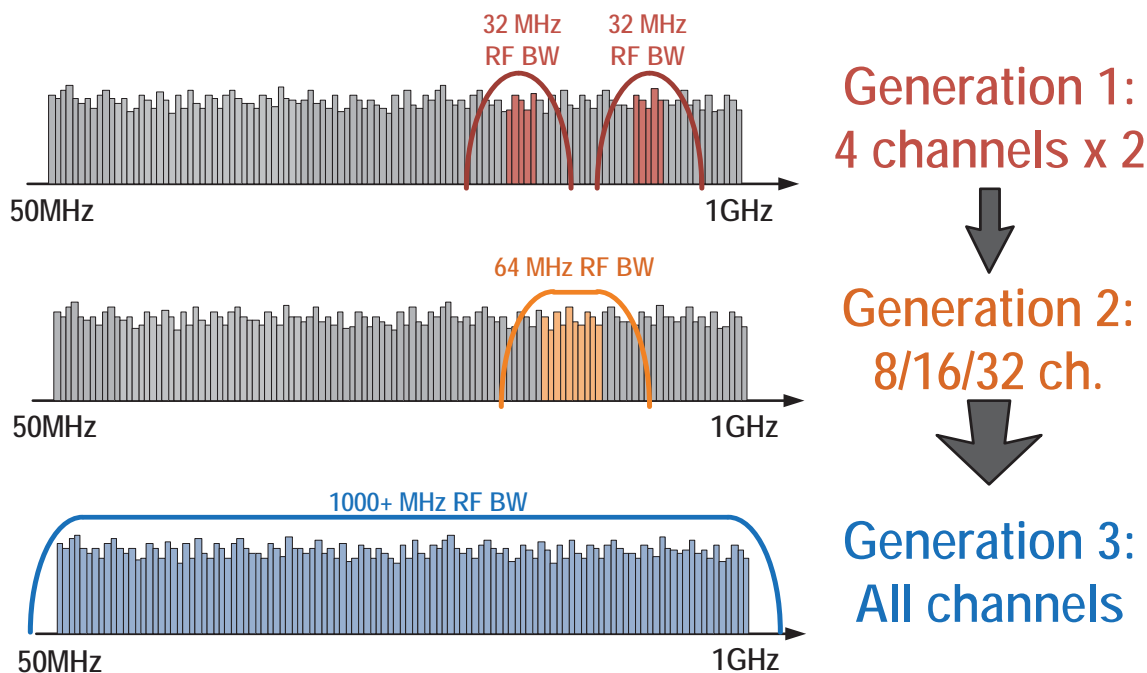 32 MHz
RF BW
32 MHz
RF BW
50MHz
1GHz
Generation 1:
4 channels x 2
64 MHz RF BW
50MHz
1GHz
Generation 2:
8/16/32 ch.
1000+ MHz RF BW
50MHz
1GHz
Generation 3:
All channels